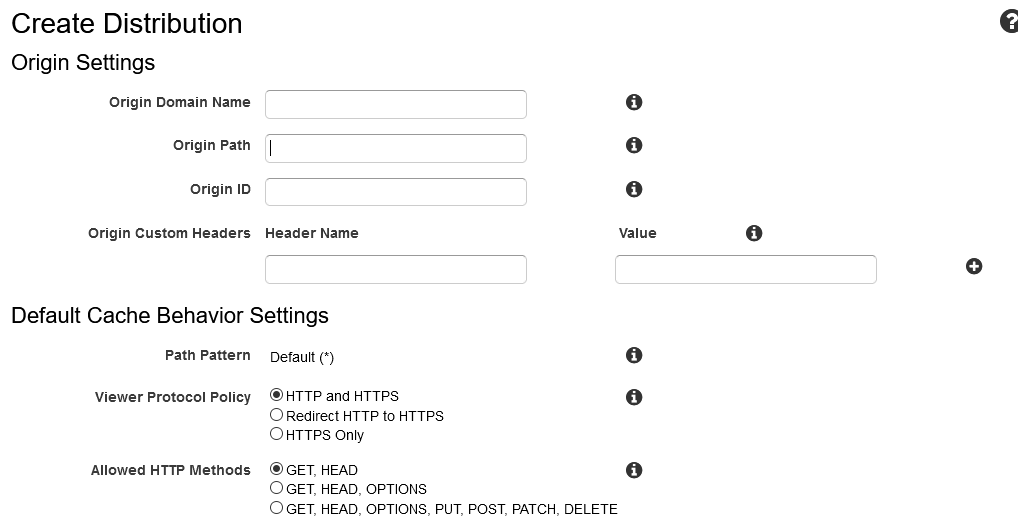 Create Distribution
Origin Settings
Origin Domain Name
Origin Path
Origin ID
Origin Custom Headers Header Name Value
Default Cache Behavior Settings
Path Pattern Default (*)
Viewer Protocol Policy HTTP and HTTPS
Redirect HTTP to HTTPS
HTTPS Only
Allowed HTTP Methods GET, HEAD
GET, HEAD, OPTIONS
GET, HEAD, OPTIONS, PUT, POST, PATCH, DELETE